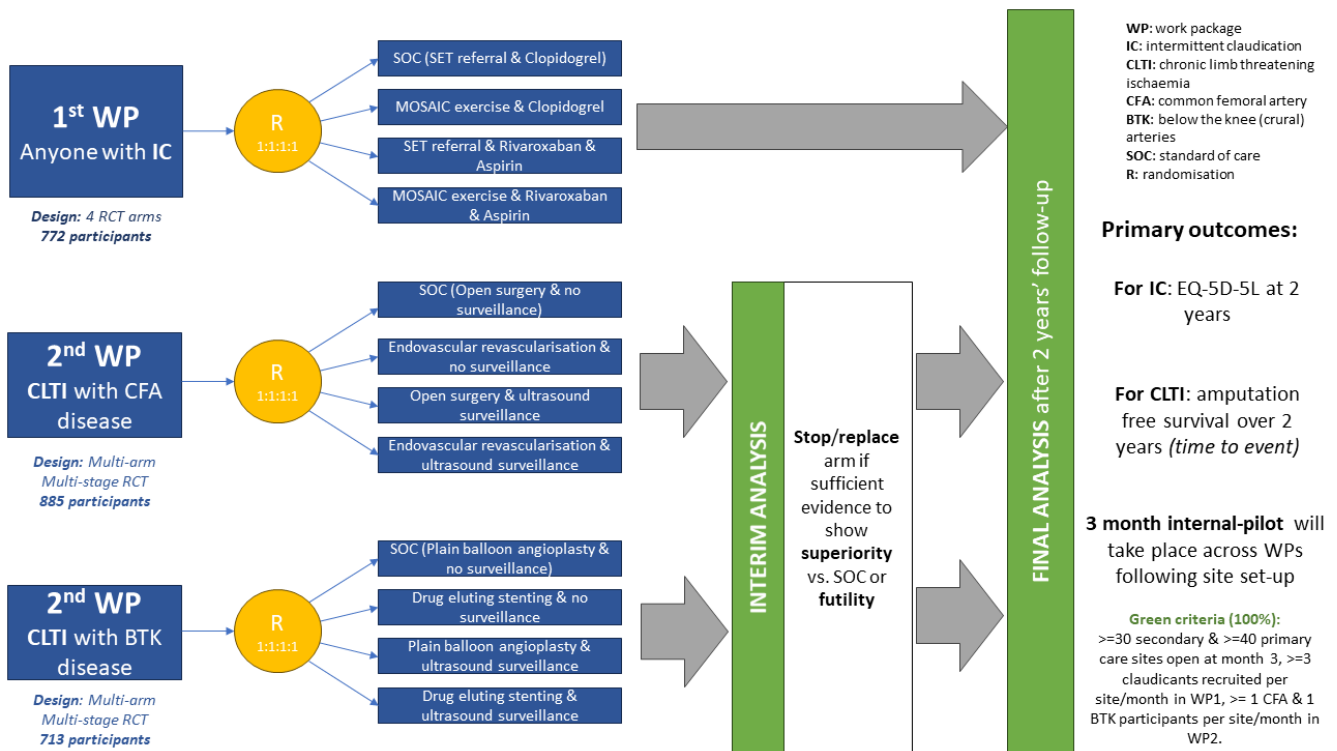 1st WP
Anyone with IC
Design: 4 RCT arms
772 participants
R
1:1:1:1
SOC (SET referral & Clopidogrel)
MOSAIC exercise & Clopidogrel
SET referral & Rivaroxaban &
Aspirin
MOSAIC exercise & Rivaroxaban
& Aspirin
2nd WP
CLTI with CFA
disease
Design: Multi-arm
Multi-stage RCT
885 participants
R
1:1:1:1
SOC (Open surgery & no
surveillance)
Endovascular revascularisation &
no surveillance
Open surgery & ultrasound
surveillance
Endovascular revascularisation
& ultrasound surveillance
2nd WP
CLTI with BTK
disease
Design: Multi-arm
Multi-stage RCT
713 participants
R
1:1:1:1
SOC (Plain balloon angioplasty &
no surveillance)
Drug eluting stenting & no
surveillance
Plain balloon angioplasty &
ultrasound surveillance
Drug eluting stenting &
ultrasound surveillance
INTERIM ANALYSIS
Stop/replace
arm if
sufficient
evidence to
show
superiority
vs. SOC or
futility
FINAL ANALYSIS after 2 years' follow-up
WP: work package
IC: intermittent claudication
CLTI: chronic limb threatening
ischaemia
CFA: common femoral artery
BTK: below the knee (crural)
arteries
SOC: standard of care
R: randomisation
Primary outcomes:
For IC: EQ-5D-5L at 2
years
For CLTI: amputation
free survival over 2
years (time to event)
3 month internal-pilot will
take place across WPs
following site set-up
Green criteria (100%):
>=30 secondary & >=40 primary
care sites open at month 3, >=3
claudicants recruited per
site/month in WP1, >= 1 CFA & 1
BTK participants per site/month in
WP2.